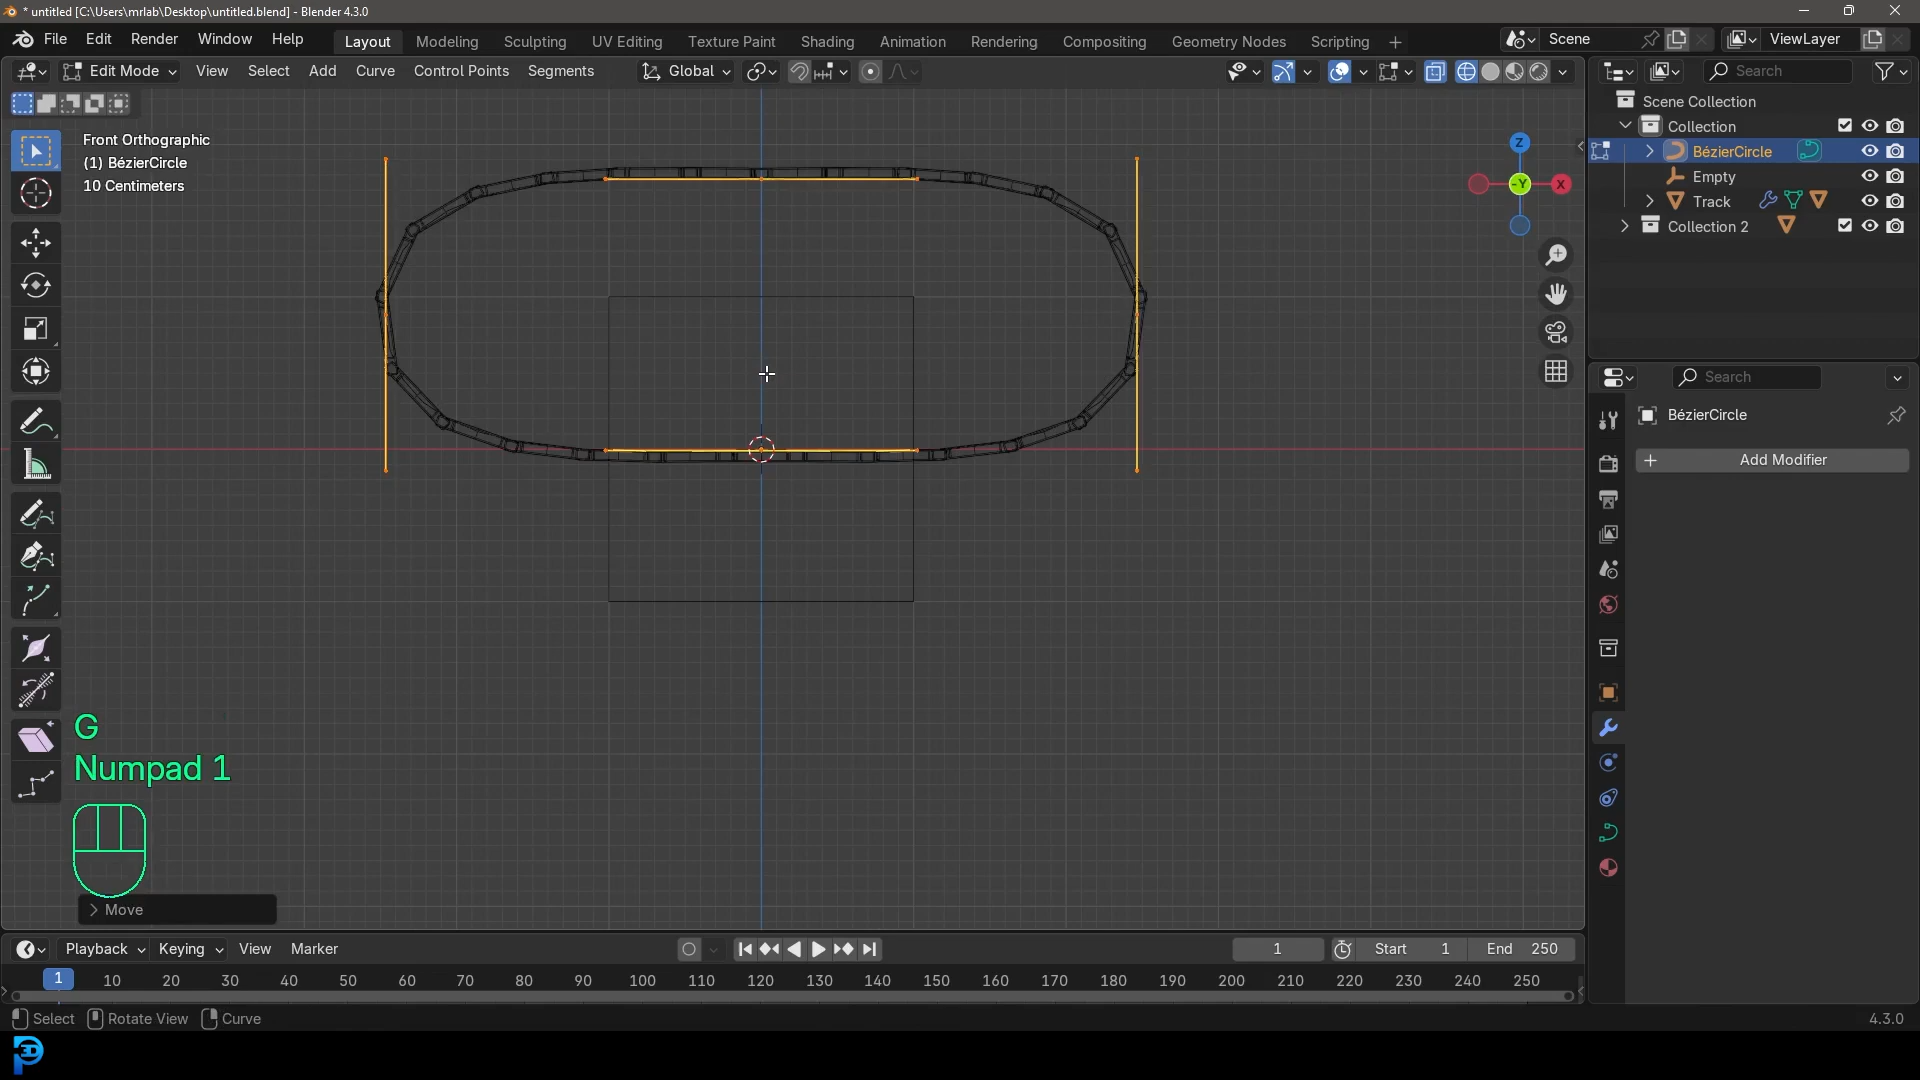 * untitled [C:\Users\mrlab\Desktop\untitled.blend] - Blender 4.3.0
File Edit Render Window Help Layout Modeling Sculpting UV Editing Texture Paint Shading Animation Rendering Compositing Geometry Nodes Scripting + Scene ViewLayer
Edit Mode View Select Add Curve Control Points Segments Global Search
Scene Collection
Front Orthographic
(1) BézierCircle
10 Centimeters
Collection
BézierCircle
Empty
Track
Collection 2
Z
-Y
X
Search
BézierCircle
+ Add Modifier
G
Numpad 1
> Move
Playback Keying View Marker 1 Start 1 End 250
1 10 20 30 40 50 60 70 80 90 100 110 120 130 140 150 160 170 180 190 200 210 220 230 240 250
Select Rotate View Curve 4.3.0